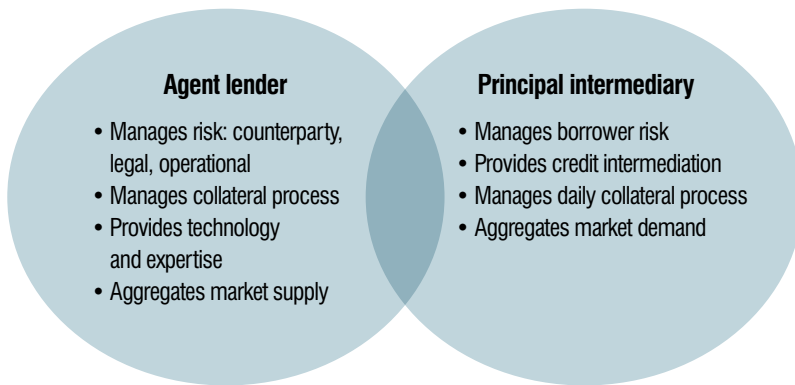 Agent lender
• Manages risk: counterparty,
legal, operational
• Manages collateral process
• Provides technology
and expertise
• Aggregates market supply
Principal intermediary
• Manages borrower risk
• Provides credit intermediation
• Manages daily collateral process
• Aggregates market demand